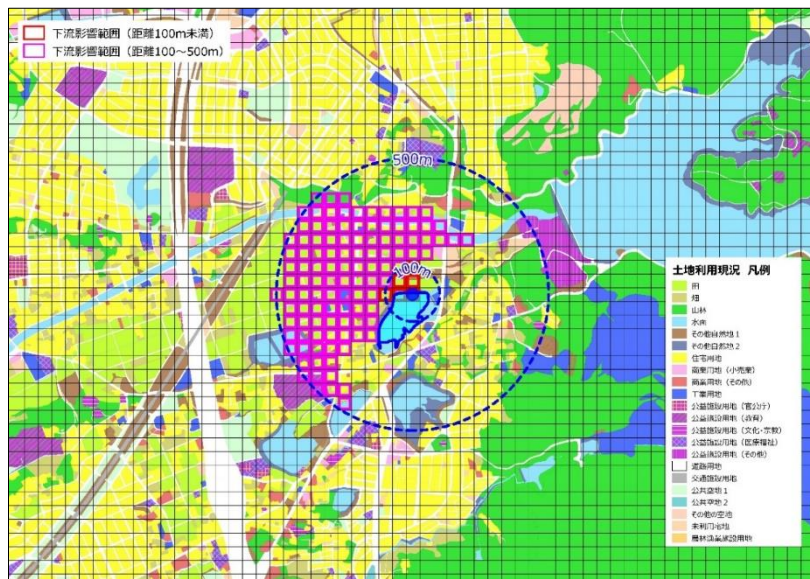 下流影響範囲（距離100m未満）
下流影響範囲（距離100～500m）
500m
100m
土地利用現況 凡例
田
畑
山林
水面
その他自然地1
その他自然地2
住宅用地
商業用地（小売業）
商業用地（その他）
工業用地
公益施設用地（官公庁）
公益施設用地（教育）
公益施設用地（文化・宗教）
公益施設用地（医療福祉）
公益施設用地（その他）
道路用地
交通施設用地
公共空地1
公共空地2
その他の空地
未利用宅地
農林漁業施設用地